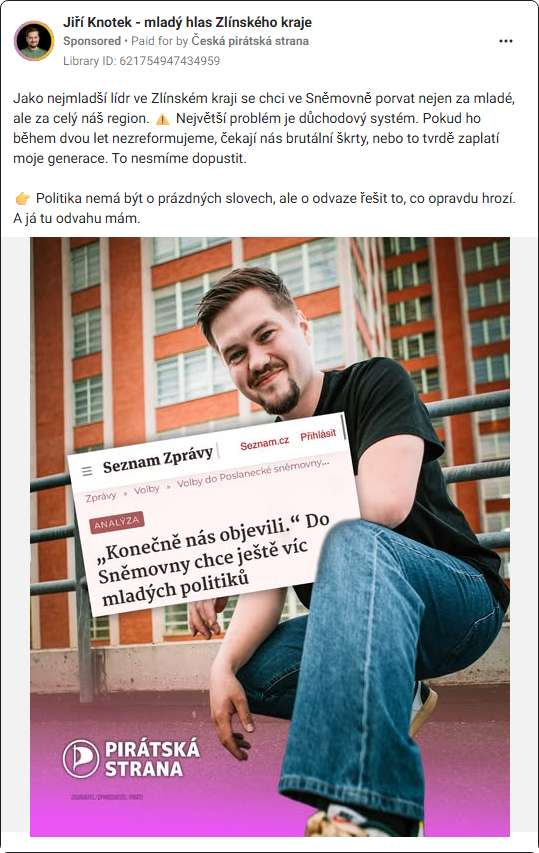 Jiří Knotek - mladý hlas Zlínského kraje
Sponsored • Paid for by Česká pirátská strana
Library ID: 621754947434959
Jako nejmladší lídr ve Zlínském kraji se chci ve Sněmovně porvat nejen za mladé,
ale za celý náš region. ⚠️ Největší problém je důchodový systém. Pokud ho
během dvou let nezreformujeme, čekají nás brutální škrty, nebo to tvrdě zaplatí
moje generace. To nesmíme dopustit.
👉 Politika nemá být o prázdných slovech, ale o odvaze řešit to, co opravdu hrozí.
A já tu odvahu mám.
Seznam Zprávy
Seznam.cz Přihlásit
Zprávy » Volby » Volby do Poslanecké sněmovny...
ANALÝZA
„Konečně nás objevili.“ Do
Sněmovny chce ještě víc
mladých politiků
PIRÁTSKÁ
STRANA